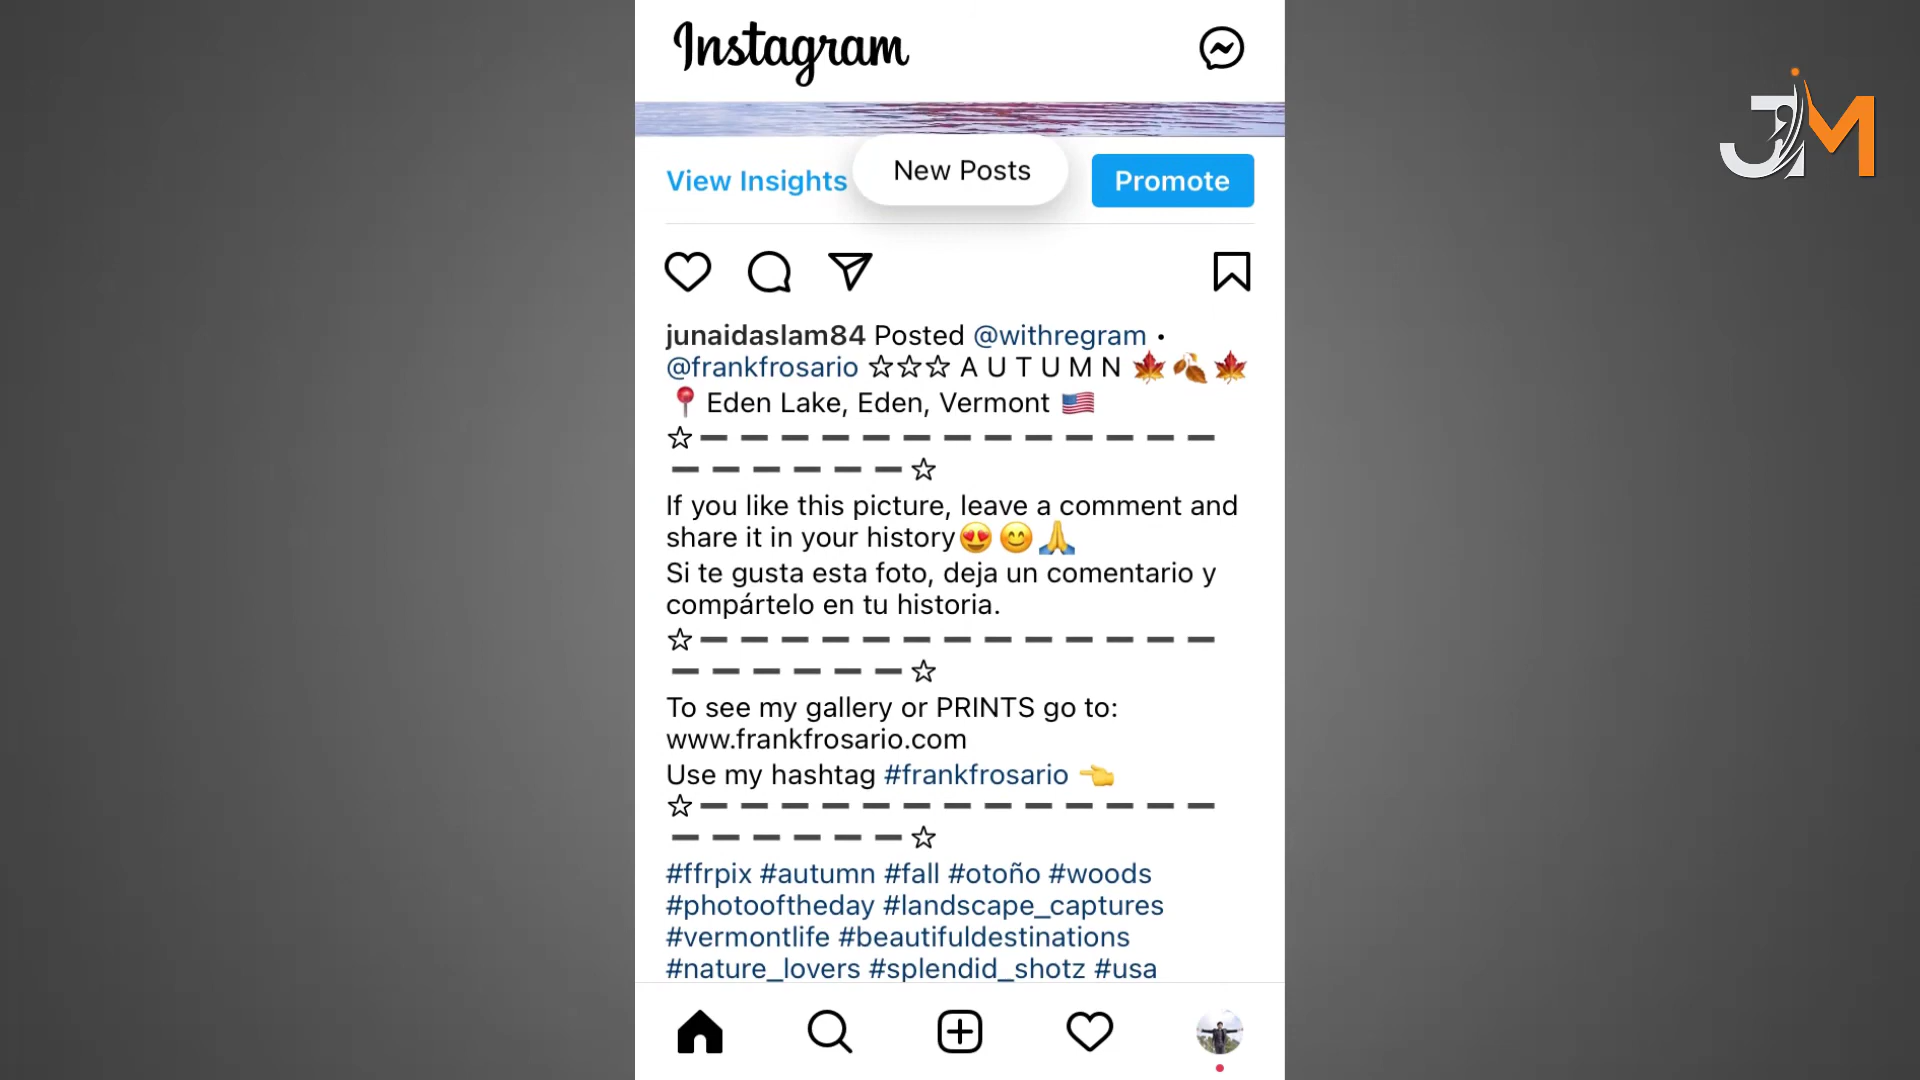 Instagram
JM
New Posts
View Insights
Promote
junaidaslam84 Posted @withregram •
@frankfrosario ☆☆☆ A U T U M N 🍁🍂🍁
📍 Eden Lake, Eden, Vermont 🇺🇸
☆➖➖➖➖➖➖➖➖➖➖➖➖➖
➖➖➖➖➖➖☆
If you like this picture, leave a comment and
share it in your history😍😊🙏
Si te gusta esta foto, deja un comentario y
compártelo en tu historia.
☆➖➖➖➖➖➖➖➖➖➖➖➖➖
➖➖➖➖➖➖☆
To see my gallery or PRINTS go to:
www.frankfrosario.com
Use my hashtag #frankfrosario 👈
☆➖➖➖➖➖➖➖➖➖➖➖➖➖
➖➖➖➖➖➖☆
#ffrpix #autumn #fall #otoño #woods
#photooftheday #landscape_captures
#vermontlife #beautifuldestinations
#nature_lovers #splendid_shotz #usa